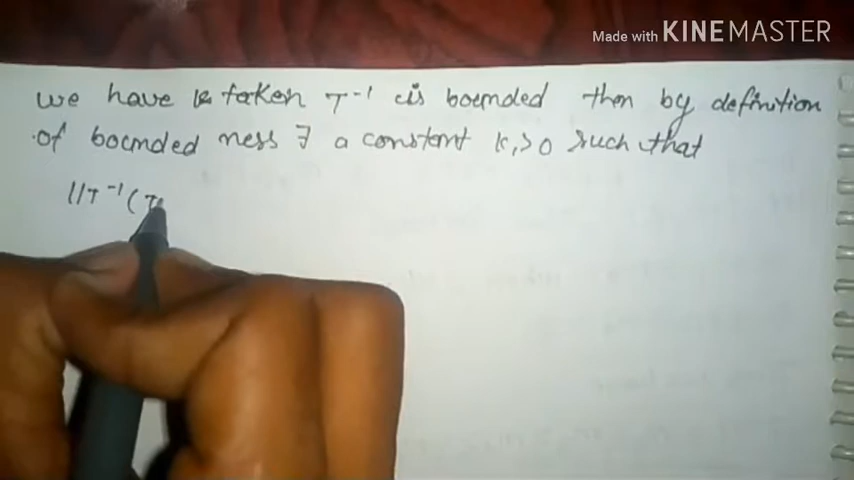 Made with KINEMASTER
we have taken T⁻¹ is bounded then by definition
of bounded ness ∃ a constant K₁>0 such that
||T⁻¹(T